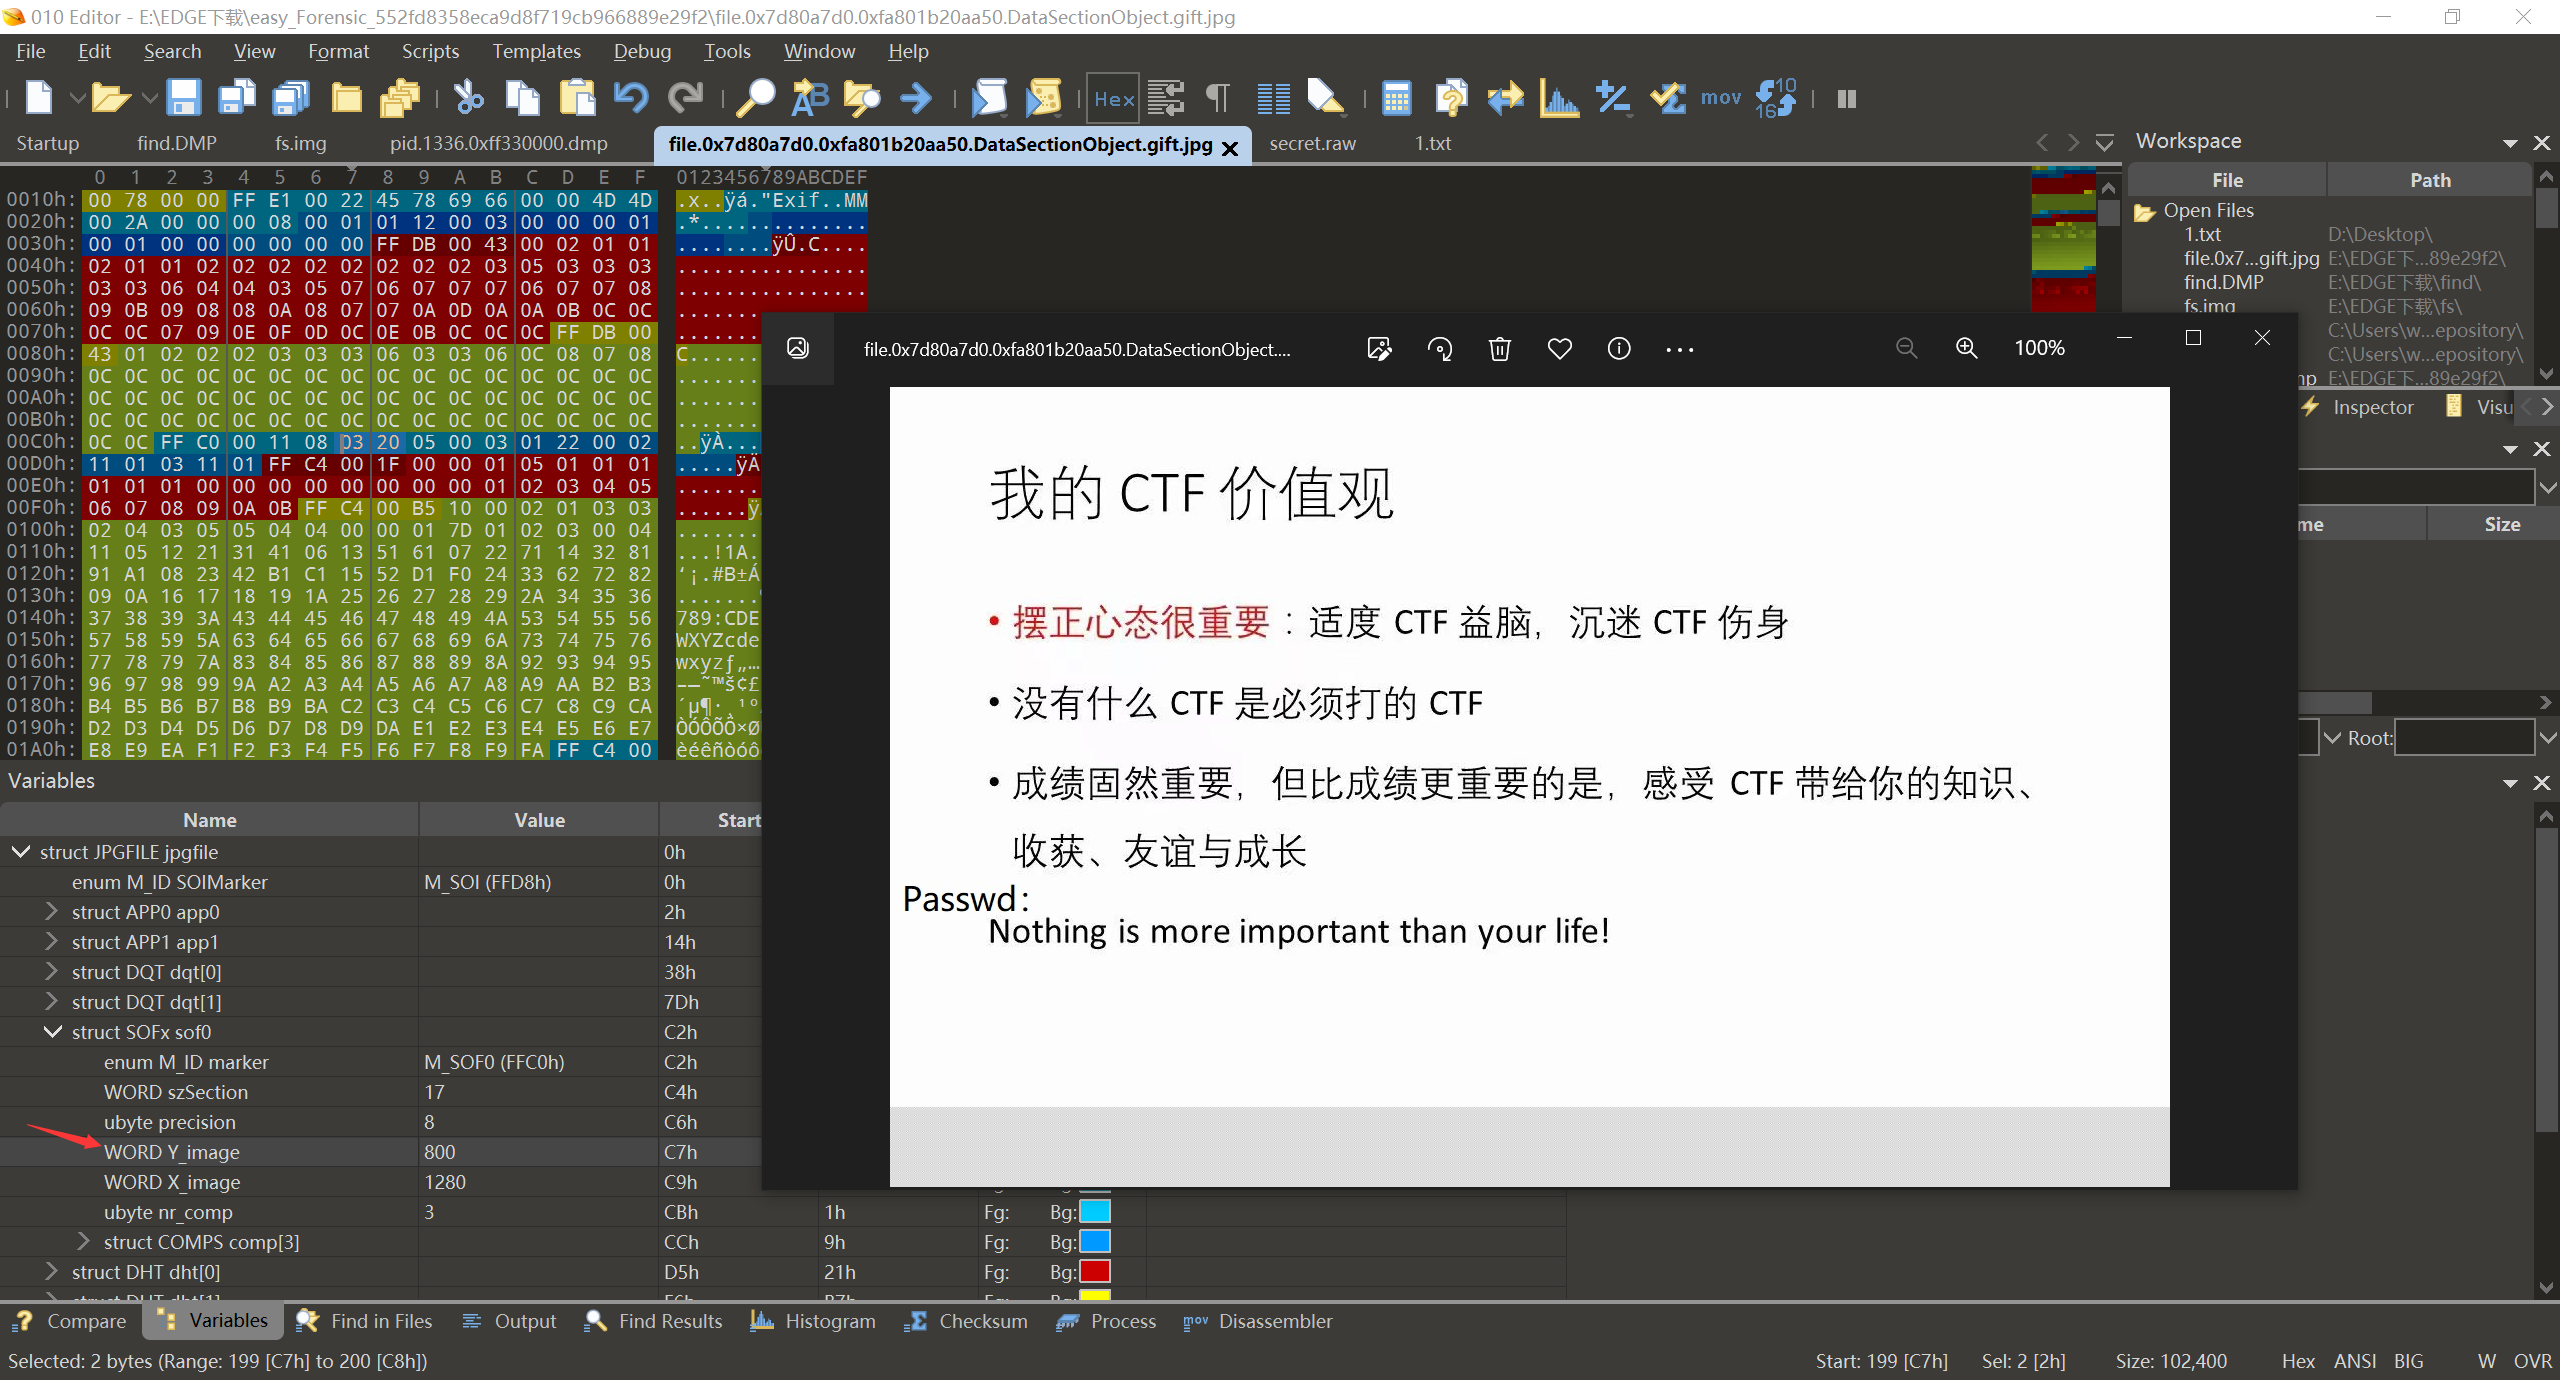 010 Editor - E:\EDGE下载\easy_Forensic_552fd8358eca9d8f719cb966889e29f2\file.0x7d80a7d0.0xfa801b20aa50.DataSectionObject.gift.jpg
File Edit Search View Format Scripts Templates Debug Tools Window Help
Hex mov 10 16
Startup find.DMP fs.img pid.1336.0xff330000.dmp file.0x7d80a7d0.0xfa801b20aa50.DataSectionObject.gift.jpg secret.raw 1.txt
0 1 2 3 4 5 6 7 8 9 A B C D E F 0123456789ABCDEF
0010h: 00 78 00 00 FF E1 00 22 45 78 69 66 00 00 4D 4D .x..ÿá."Exif..MM
0020h: 00 2A 00 00 00 08 00 01 01 12 00 03 00 00 00 01 .*..............
0030h: 00 01 00 00 00 00 00 00 FF DB 00 43 00 02 01 01 ........ÿÛ.C....
0040h: 02 01 01 02 02 02 02 02 02 02 02 03 05 03 03 03 ................
0050h: 03 03 06 04 04 03 05 07 06 07 07 07 06 07 07 08 ................
0060h: 09 0B 09 08 08 0A 08 07 07 0A 0D 0A 0A 0B 0C 0C
0070h: 0C 0C 07 09 0E 0F 0D 0C 0E 0B 0C 0C 0C FF DB 00
0080h: 43 01 02 02 02 03 03 03 06 03 03 06 0C 08 07 08 C......
0090h: 0C 0C 0C 0C 0C 0C 0C 0C 0C 0C 0C 0C 0C 0C 0C 0C .......
00A0h: 0C 0C 0C 0C 0C 0C 0C 0C 0C 0C 0C 0C 0C 0C 0C 0C .......
00B0h: 0C 0C 0C 0C 0C 0C 0C 0C 0C 0C 0C 0C 0C 0C 0C 0C .......
00C0h: 0C 0C FF C0 00 11 08 03 20 05 00 03 01 22 00 02 ..ÿÀ...
00D0h: 11 01 03 11 01 FF C4 00 1F 00 00 01 05 01 01 01 .....ÿÄ
00E0h: 01 01 01 00 00 00 00 00 00 00 00 01 02 03 04 05 .......
00F0h: 06 07 08 09 0A 0B FF C4 00 B5 10 00 02 01 03 03 ......ÿ
0100h: 02 04 03 05 05 04 04 00 00 01 7D 01 02 03 00 04 .......
0110h: 11 05 12 21 31 41 06 13 51 61 07 22 71 14 32 81 ...!1A.
0120h: 91 A1 08 23 42 B1 C1 15 52 D1 F0 24 33 62 72 82 ‘¡.#B±Á
0130h: 09 0A 16 17 18 19 1A 25 26 27 28 29 2A 34 35 36 .......
0140h: 37 38 39 3A 43 44 45 46 47 48 49 4A 53 54 55 56 789:CDE
0150h: 57 58 59 5A 63 64 65 66 67 68 69 6A 73 74 75 76 WXYZcde
0160h: 77 78 79 7A 83 84 85 86 87 88 89 8A 92 93 94 95 wxyzƒ„…
0170h: 96 97 98 99 9A A2 A3 A4 A5 A6 A7 A8 A9 AA B2 B3 –—˜™š¢£
0180h: B4 B5 B6 B7 B8 B9 BA C2 C3 C4 C5 C6 C7 C8 C9 CA ´µ¶·¸¹º
0190h: D2 D3 D4 D5 D6 D7 D8 D9 DA E1 E2 E3 E4 E5 E6 E7 ÒÓÔÕÖ×Ø
01A0h: E8 E9 EA F1 F2 F3 F4 F5 F6 F7 F8 F9 FA FF C4 00 èéêñòóô
Workspace
File Path
Open Files
1.txt D:\Desktop\
file.0x7...gift.jpg E:\EDGE下...89e29f2\
find.DMP E:\EDGE下载\find\
fs.img E:\EDGE下载\fs\
C:\Users\w...epository\
C:\Users\w...epository\
mp E:\EDGE下...89e29f2\
Inspector Visu
me Size
Root:
file.0x7d80a7d0.0xfa801b20aa50.DataSectionObject.... 100%
我的 CTF 价值观
• 摆正心态很重要：适度 CTF 益脑，沉迷 CTF 伤身
• 没有什么 CTF 是必须打的 CTF
• 成绩固然重要，但比成绩更重要的是，感受 CTF 带给你的知识、
收获、友谊与成长
Passwd:
Nothing is more important than your life!
Variables
Name Value Start
struct JPGFILE jpgfile 0h
enum M_ID SOIMarker M_SOI (FFD8h) 0h
struct APP0 app0 2h
struct APP1 app1 14h
struct DQT dqt[0] 38h
struct DQT dqt[1] 7Dh
struct SOFx sof0 C2h
enum M_ID marker M_SOF0 (FFC0h) C2h
WORD szSection 17 C4h
ubyte precision 8 C6h
WORD Y_image 800 C7h
WORD X_image 1280 C9h
ubyte nr_comp 3 CBh 1h Fg: Bg:
struct COMPS comp[3] CCh 9h Fg: Bg:
struct DHT dht[0] D5h 21h Fg: Bg:
Compare Variables Find in Files Output Find Results Histogram Checksum Process mov Disassembler
Selected: 2 bytes (Range: 199 [C7h] to 200 [C8h]) Start: 199 [C7h] Sel: 2 [2h] Size: 102,400 Hex ANSI BIG W OVR